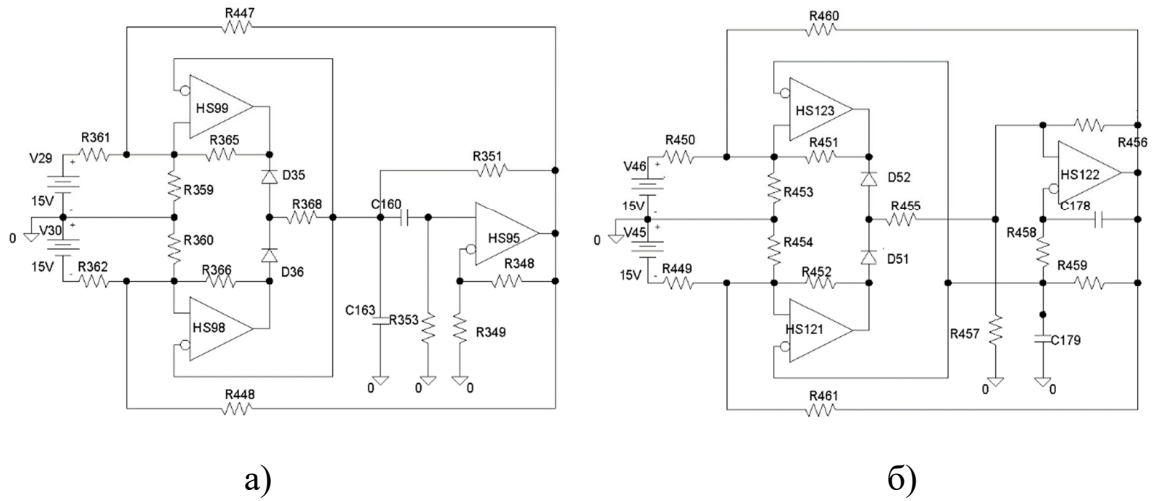 R447
HS99
R361
R365
V29
+
D35
R351
R359
C160
15V
-
R368
0
V30
+
HS95
R360
15V
D36
R348
R362
-
R366
C163
R353
R349
HS98
0
0
0
R448
а)
R460
HS123
R456
R450
R451
HS122
V46
+
D52
R453
15V
-
R455
C178
0
V45
+
R458
R454
D51
15V
R449
-
R452
R459
HS121
R457
C179
0
0
R461
б)